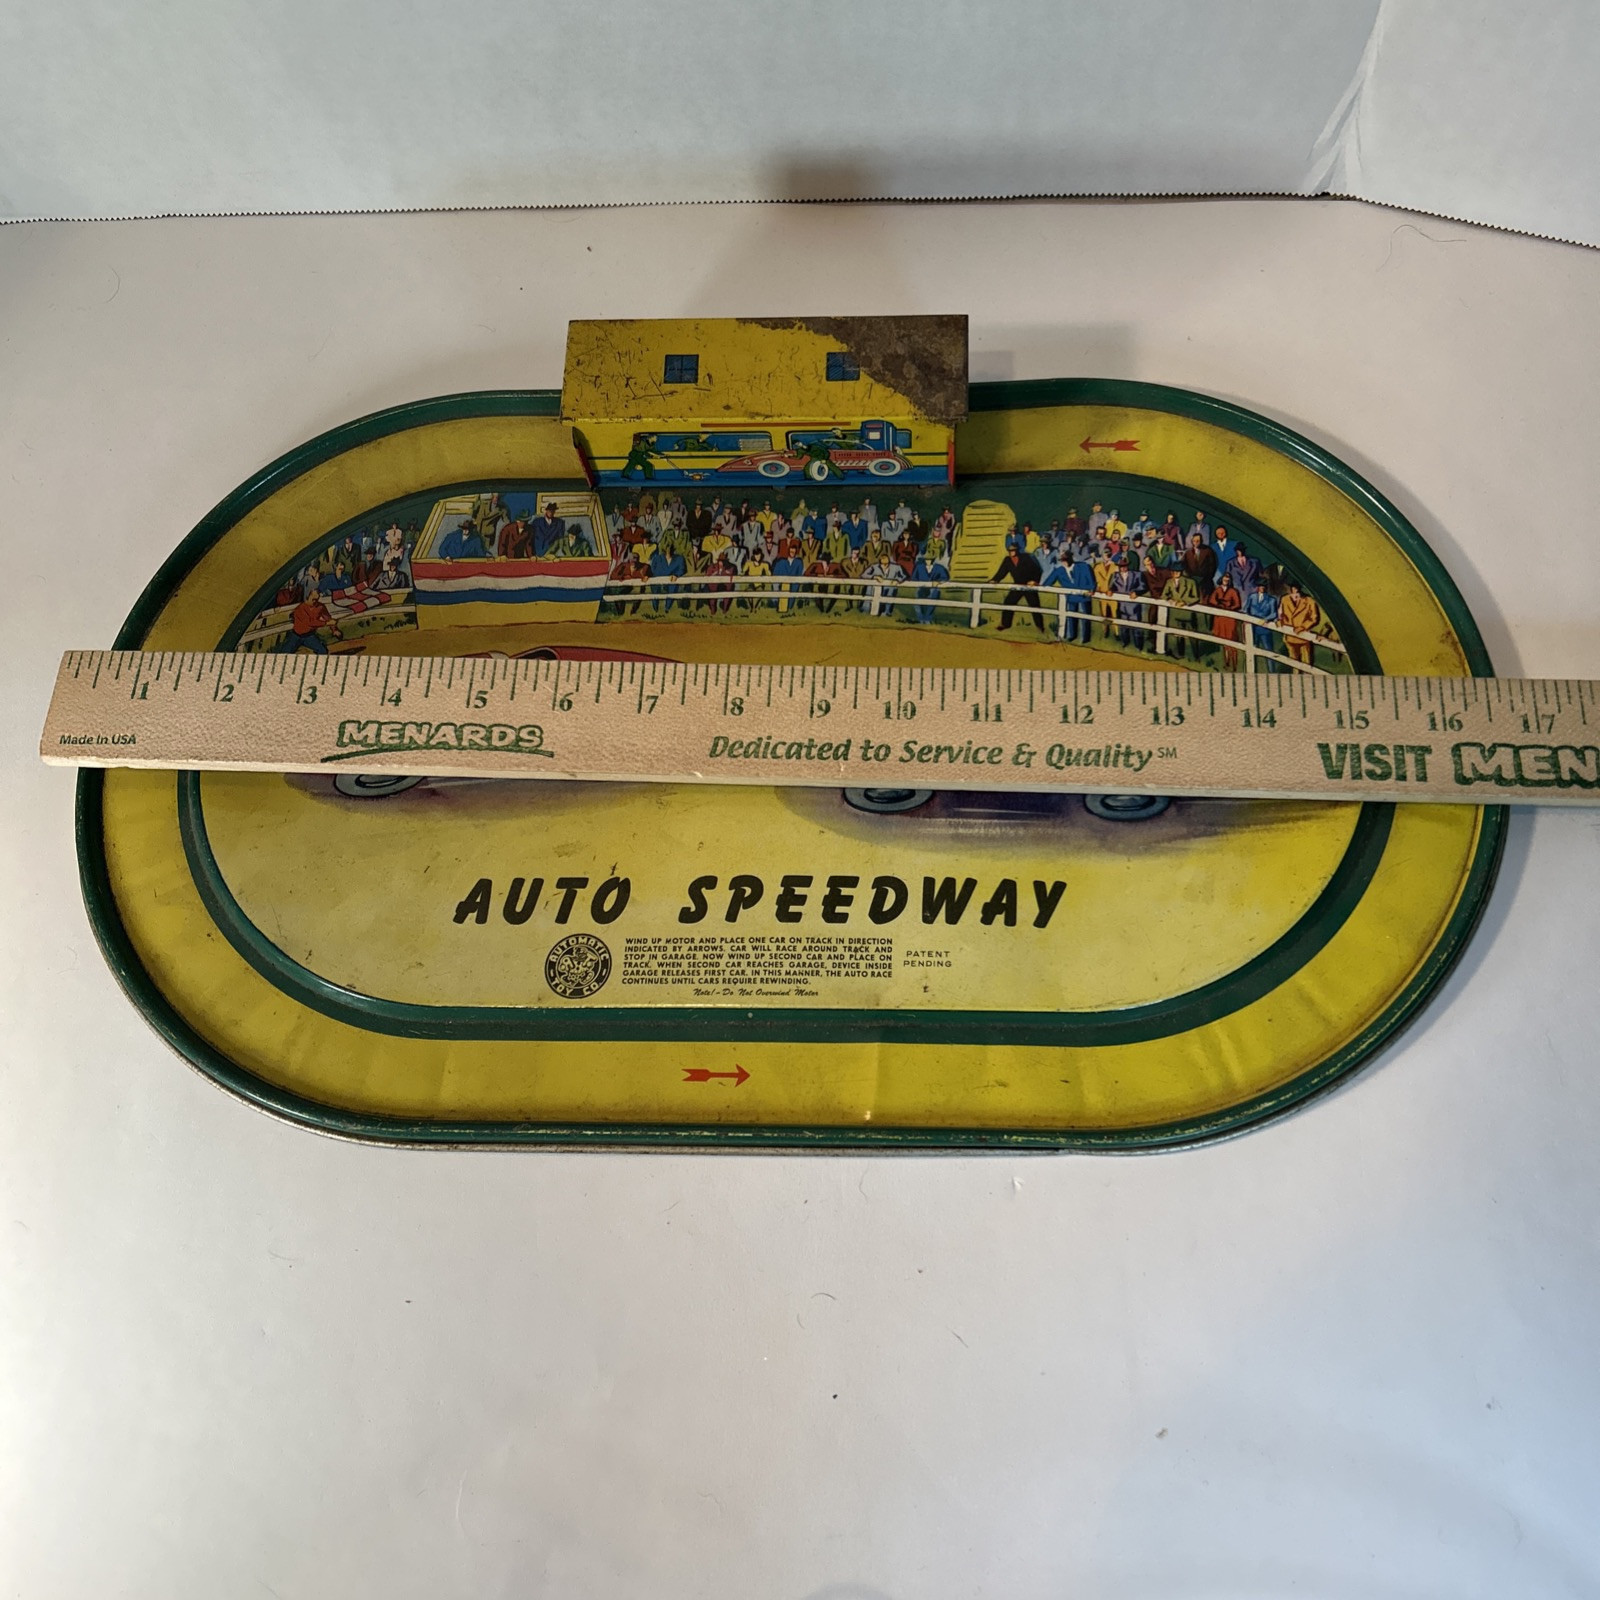 1 2 3 4 5 6 7 8 9 10 11 12 13 14 15 16 17
Made In USA MENARDS Dedicated to Service & Quality SM VISIT MEN
AUTO SPEEDWAY
AUTOMATIC TOY CO.
WIND UP MOTOR AND PLACE ONE CAR ON TRACK IN DIRECTION
INDICATED BY ARROWS. CAR WILL RACE AROUND TRACK AND
STOP IN GARAGE. NOW WIND UP SECOND CAR AND PLACE ON
TRACK. WHEN SECOND CAR REACHES GARAGE, DEVICE INSIDE
GARAGE RELEASES FIRST CAR. IN THIS MANNER, THE AUTO RACE
CONTINUES UNTIL CARS REQUIRE REWINDING.
Note!-Do Not Overwind Motor
PATENT
PENDING